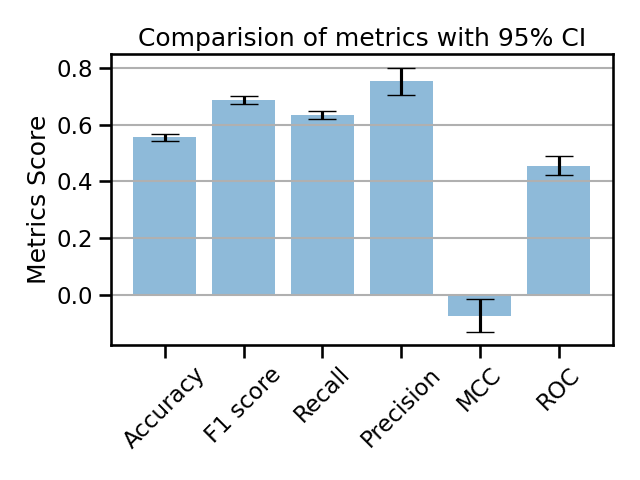 Comparision of metrics with 95% CI
Metrics Score
0.8
0.6
0.4
0.2
0.0
Accuracy
F1 score
Recall
Precision
MCC
ROC